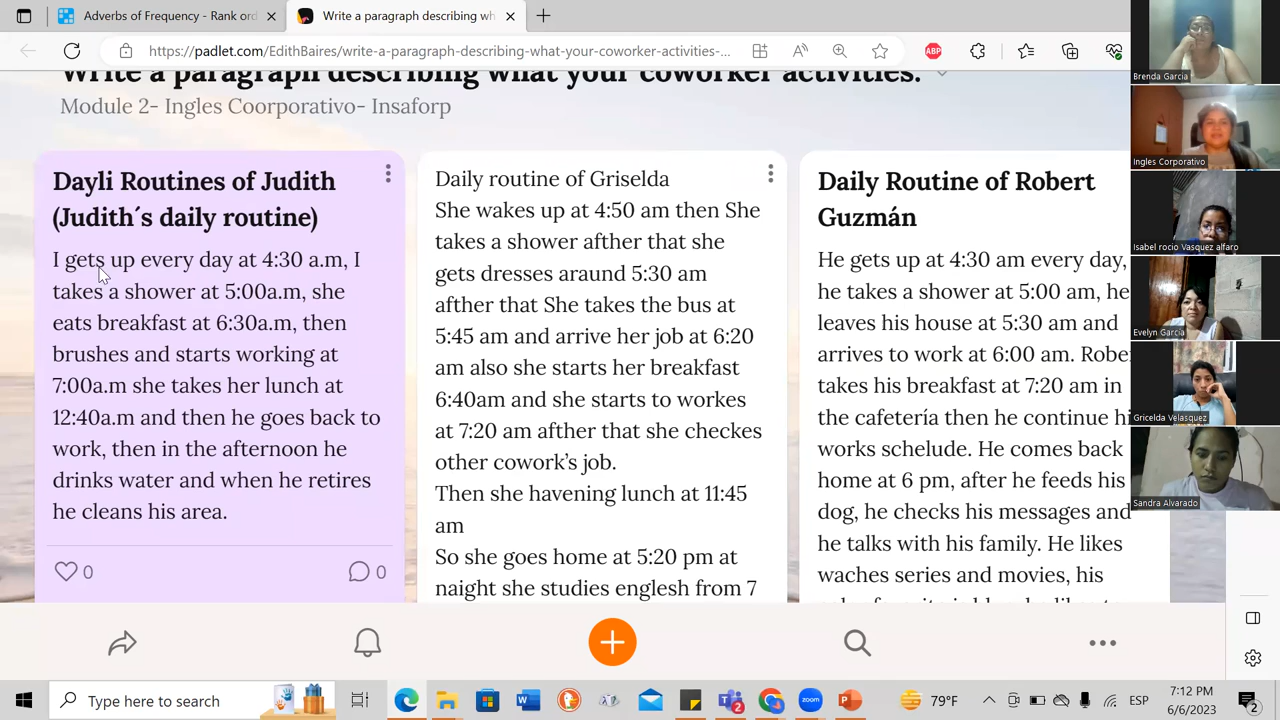 Adverbs of Frequency - Rank ord
Write a paragraph describing wh
https://padlet.com/EdithBaires/write-a-paragraph-describing-what-your-coworker-activities-...
ABP
Write a paragraph describing what your coworker activities.
Module 2- Ingles Coorporativo- Insaforp
Dayli Routines of Judith
(Judith´s daily routine)
I gets up every day at 4:30 a.m, I
takes a shower at 5:00a.m, she
eats breakfast at 6:30a.m, then
brushes and starts working at
7:00a.m she takes her lunch at
12:40a.m and then he goes back to
work, then in the afternoon he
drinks water and when he retires
he cleans his area.
0
0
Daily routine of Griselda
She wakes up at 4:50 am then She
takes a shower afther that she
gets dresses araund 5:30 am
afther that She takes the bus at
5:45 am and arrive her job at 6:20
am also she starts her breakfast
6:40am and she starts to workes
at 7:20 am afther that she checkes
other cowork's job.
Then she havening lunch at 11:45
am
So she goes home at 5:20 pm at
naight she studies englesh from 7
Daily Routine of Robert
Guzmán
He gets up at 4:30 am every day,
he takes a shower at 5:00 am, he
leaves his house at 5:30 am and
arrives to work at 6:00 am. Rober
takes his breakfast at 7:20 am in
the cafetería then he continue hi
works schelude. He comes back
home at 6 pm, after he feeds his
dog, he checks his messages and
he talks with his family. He likes
waches series and movies, his
Brenda Garcia
Ingles Corporativo
Isabel rocio Vasquez alfaro
Evelyn García
Gricelda Velasquez
Sandra Alvarado
Type here to search
2
zoom
79°F
ESP
7:12 PM
6/6/2023
2